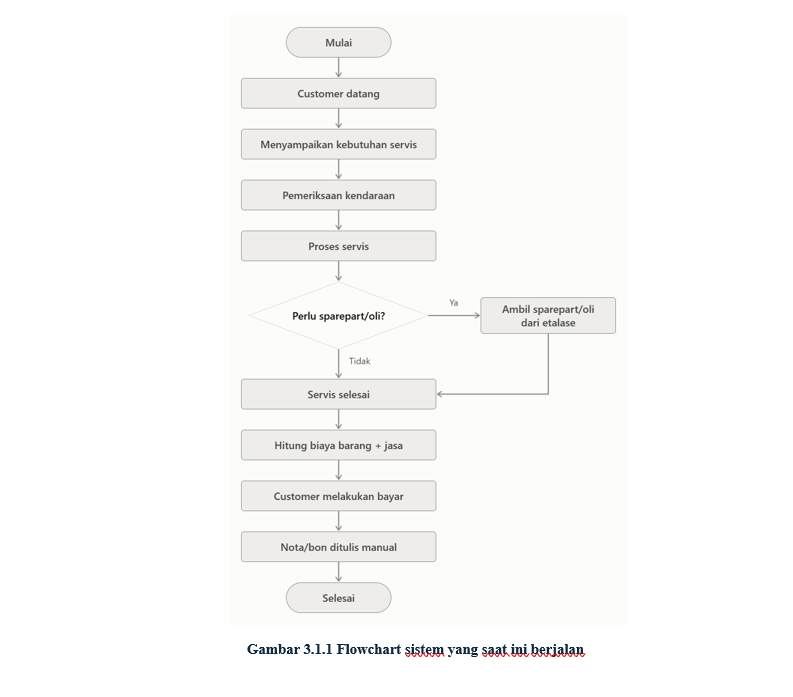 Mulai
Customer datang
Menyampaikan kebutuhan servis
Pemeriksaan kendaraan
Proses servis
Perlu sparepart/oli?
Ya
Ambil sparepart/oli
dari etalase
Tidak
Servis selesai
Hitung biaya barang + jasa
Customer melakukan bayar
Nota/bon ditulis manual
Selesai
Gambar 3.1.1 Flowchart sistem yang saat ini berjalan